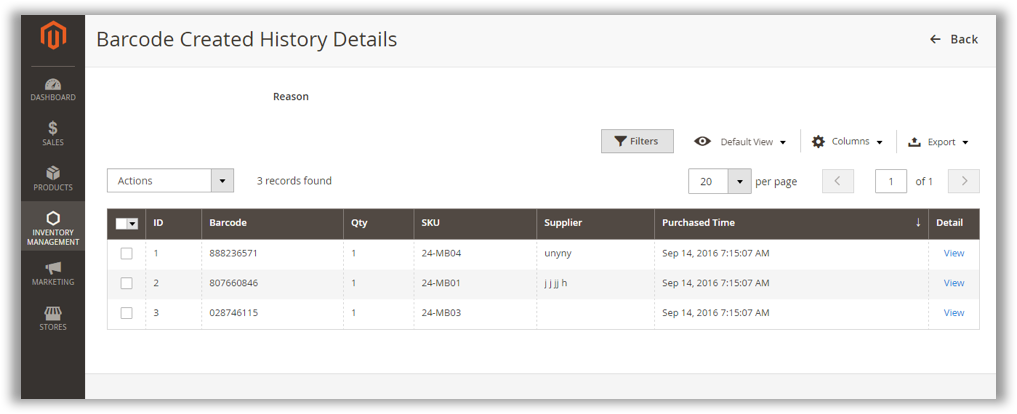 Barcode Created History Details
Back
DASHBOARD
SALES
PRODUCTS
INVENTORY
MANAGEMENT
MARKETING
STORES
Reason
Filters Default View Columns Export
Actions 3 records found 20 per page 1 of 1
ID Barcode Qty SKU Supplier Purchased Time ↓ Detail
1 888236571 1 24-MB04 unyny Sep 14, 2016 7:15:07 AM View
2 807660846 1 24-MB01 j j jj h Sep 14, 2016 7:15:07 AM View
3 028746115 1 24-MB03 Sep 14, 2016 7:15:07 AM View